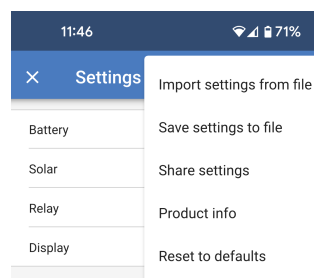 11:46 71%
Settings
Import settings from file
Save settings to file
Share settings
Product info
Reset to defaults
Battery
Solar
Relay
Display